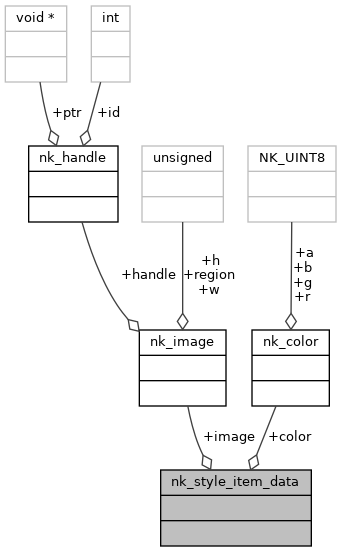 void *
int
+ptr
+id
nk_handle
unsigned
NK_UINT8
+handle
+h
+region
+w
+a
+b
+g
+r
nk_image
nk_color
+image
+color
nk_style_item_data